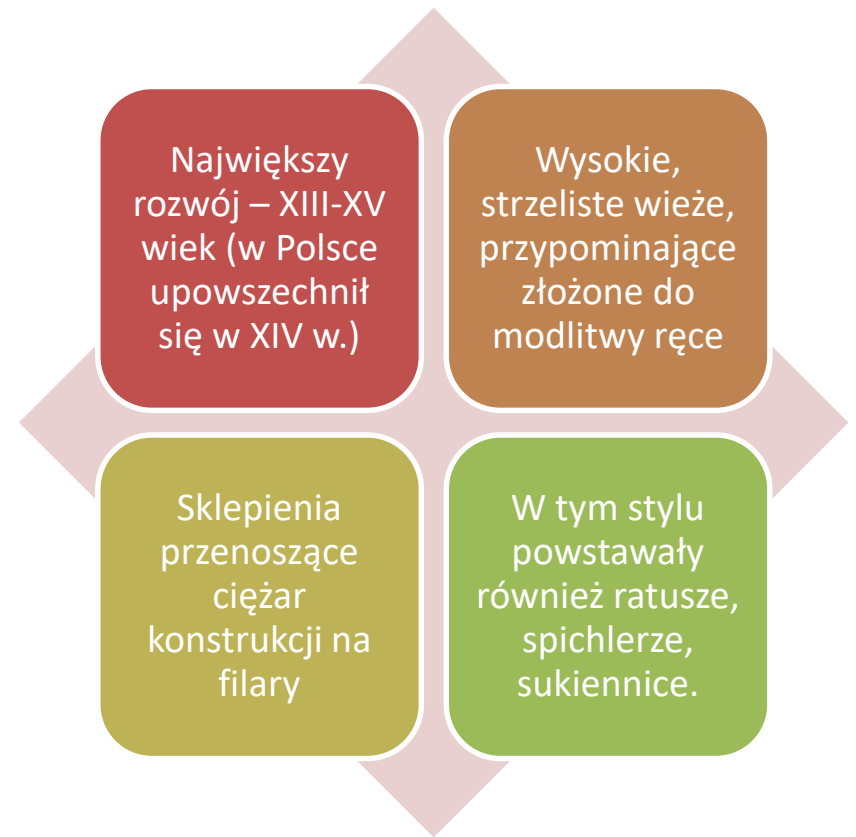 Największy
rozwój – XIII-XV
wiek (w Polsce
upowszechnił
się w XIV w.)
Wysokie,
strzeliste wieże,
przypominające
złożone do
modlitwy ręce
Sklepienia
przenoszące
ciężar
konstrukcji na
filary
W tym stylu
powstawały
również ratusze,
spichlerze,
sukiennice.